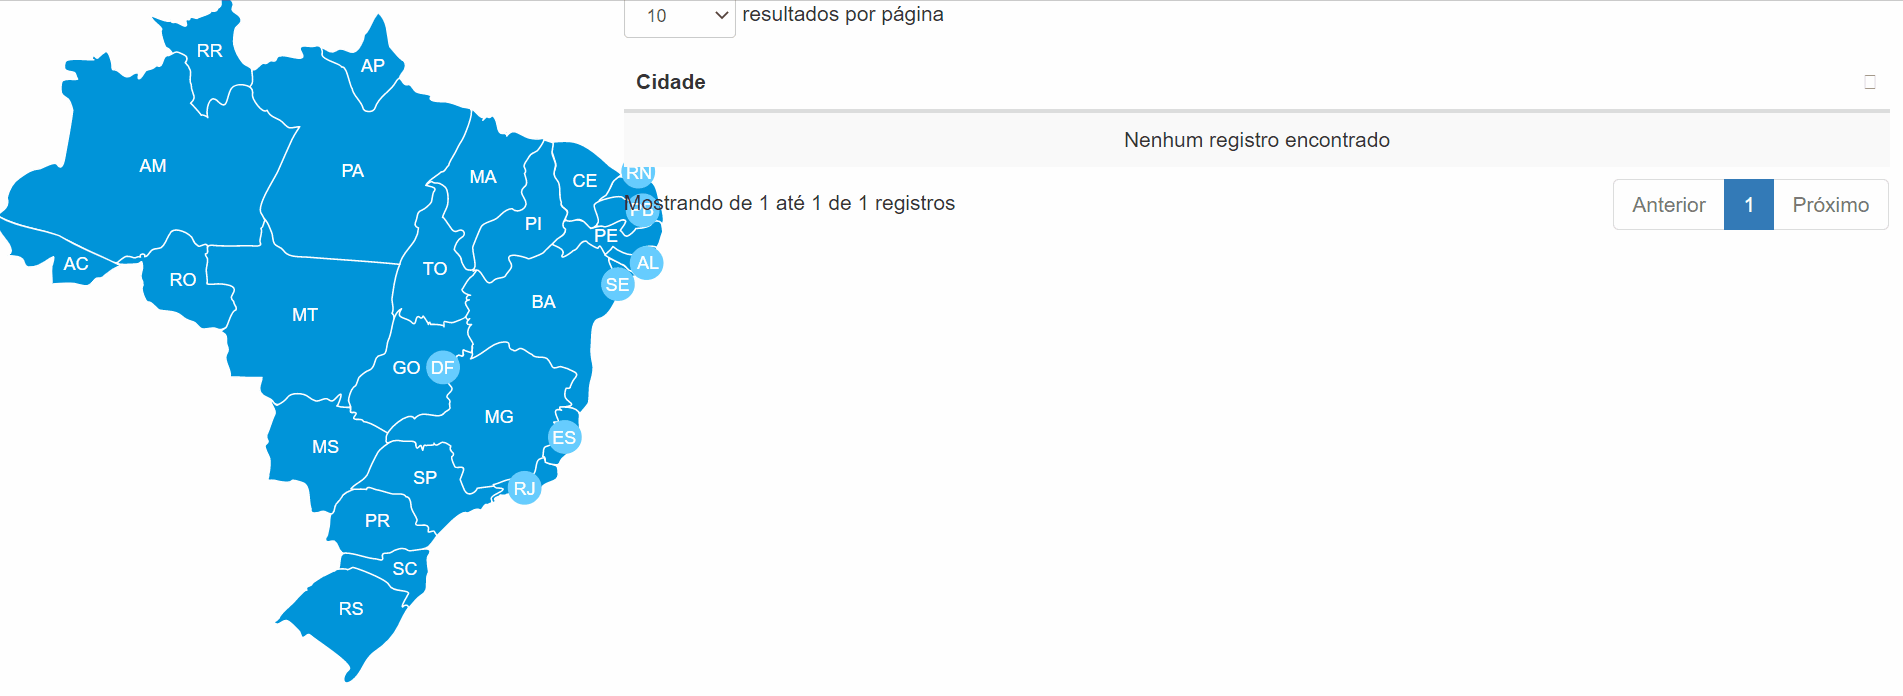 10 resultados por página
Cidade
Nenhum registro encontrado
Mostrando de 1 até 1 de 1 registros
Anterior 1 Próximo
RR
AP
AM
PA
MA
CE
RN
PB
PI
PE
AC
RO
TO
AL
SE
BA
MT
GO
DF
MG
ES
MS
SP
RJ
PR
SC
RS